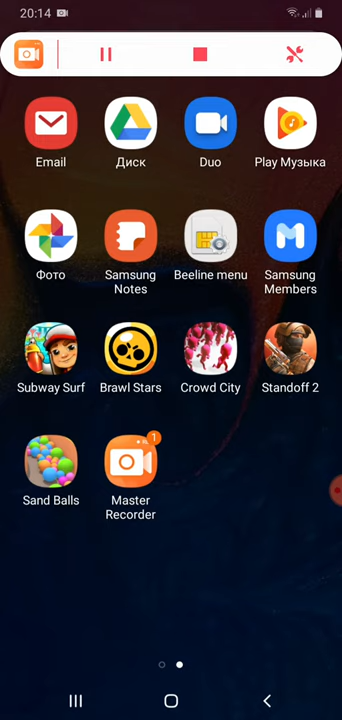 20:14
Email
Диск
Duo
Play Музыка
Фото
Samsung Notes
Beeline menu
Samsung Members
Subway Surf
Brawl Stars
Crowd City
Standoff 2
Sand Balls
1
Master Recorder